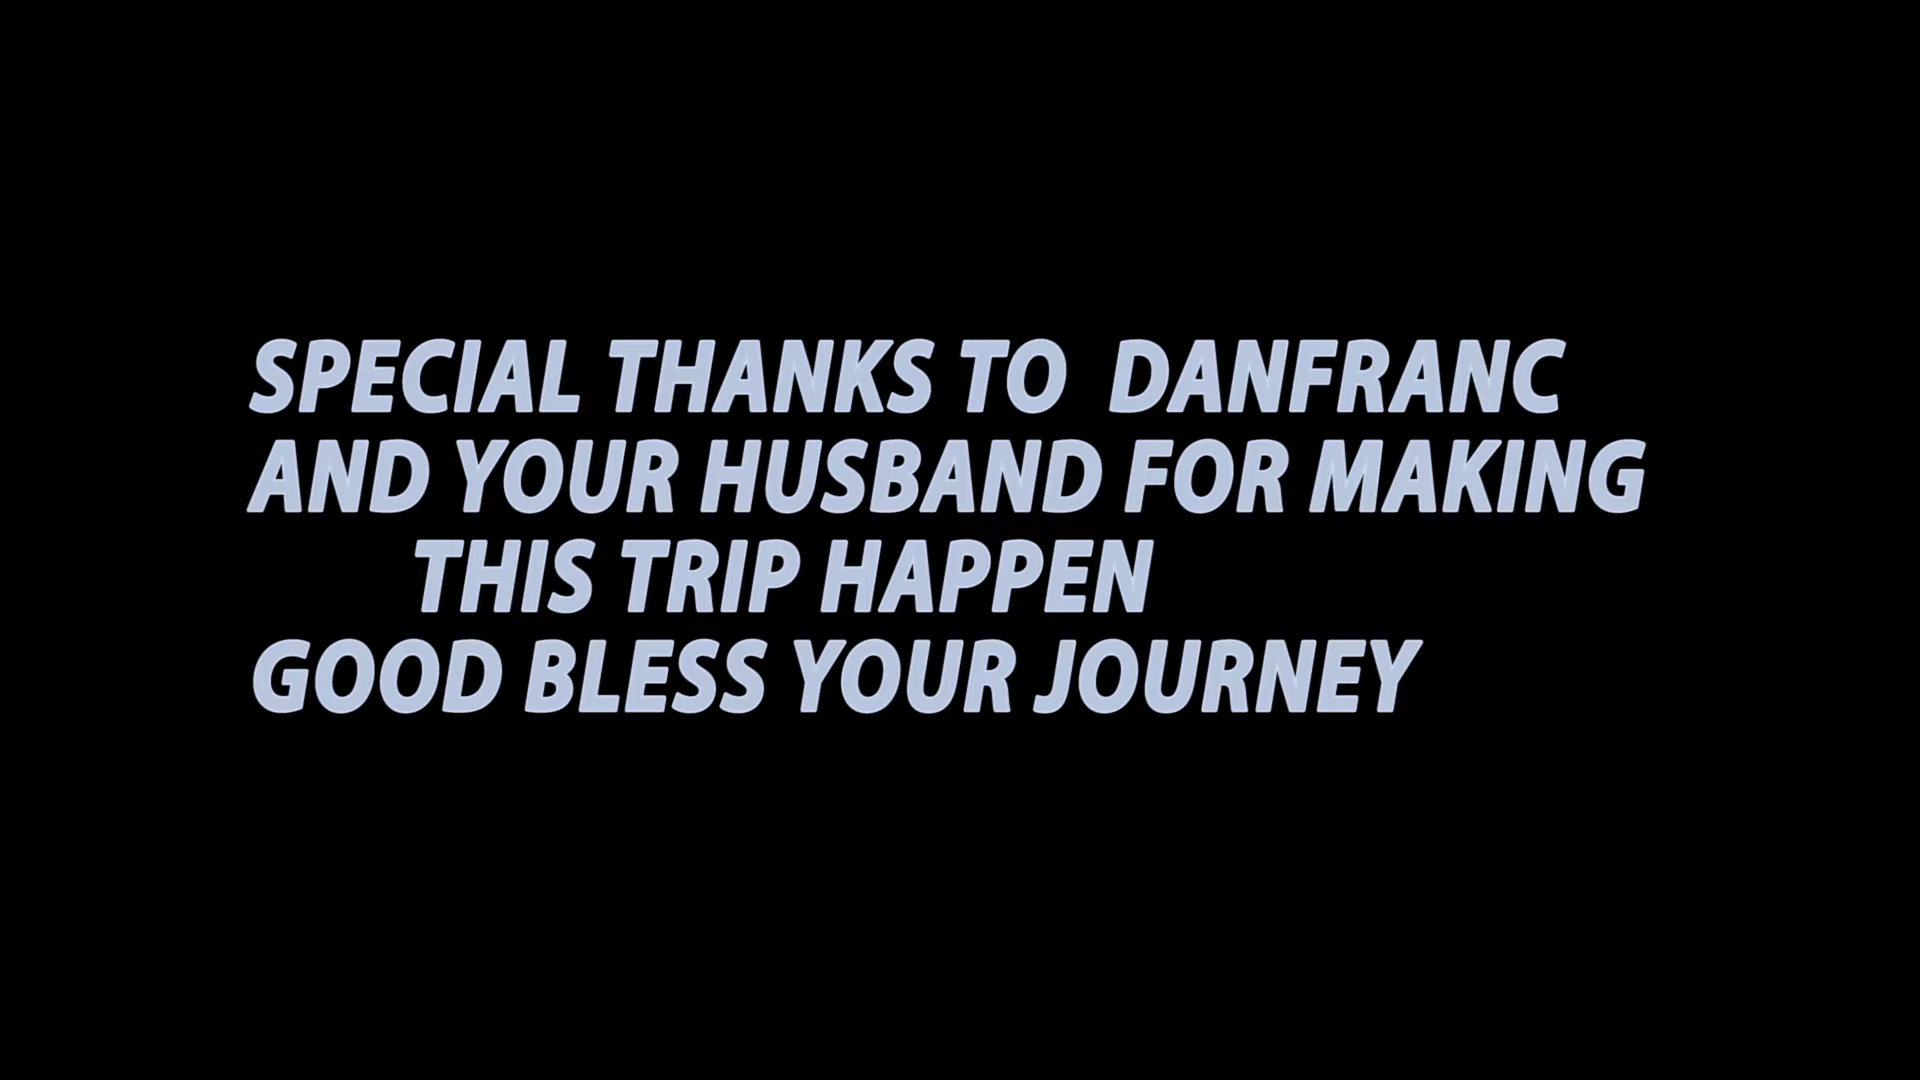 SPECIAL THANKS TO  DANFRANC
AND YOUR HUSBAND FOR MAKING
THIS TRIP HAPPEN
GOOD BLESS YOUR JOURNEY